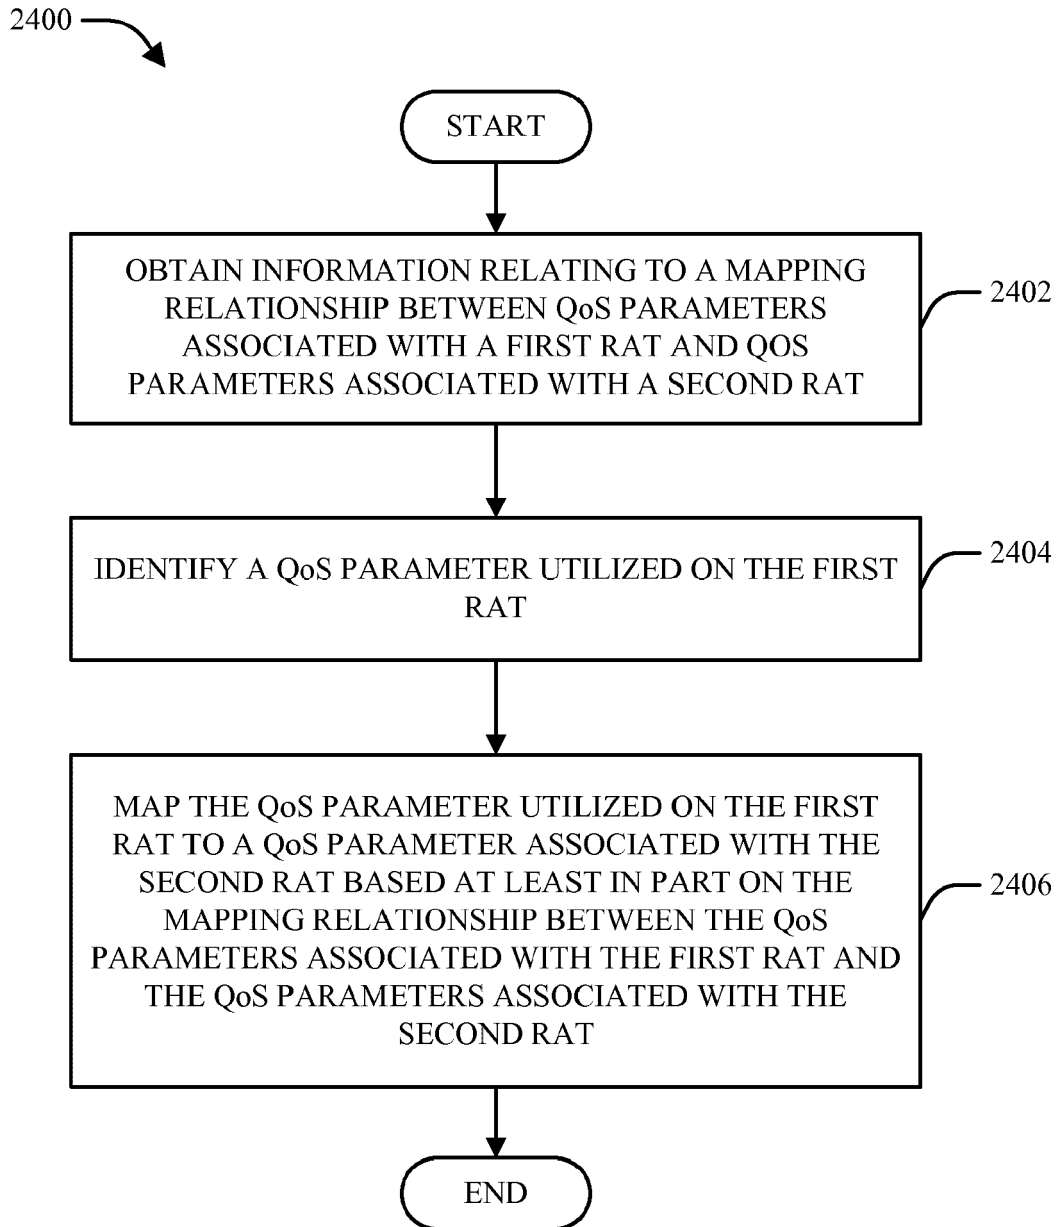 2400
START
OBTAIN INFORMATION RELATING TO A MAPPING
RELATIONSHIP BETWEEN QoS PARAMETERS
ASSOCIATED WITH A FIRST RAT AND QOS
PARAMETERS ASSOCIATED WITH A SECOND RAT
2402
IDENTIFY A QoS PARAMETER UTILIZED ON THE FIRST
RAT
2404
MAP THE QoS PARAMETER UTILIZED ON THE FIRST
RAT TO A QoS PARAMETER ASSOCIATED WITH THE
SECOND RAT BASED AT LEAST IN PART ON THE
MAPPING RELATIONSHIP BETWEEN THE QoS
PARAMETERS ASSOCIATED WITH THE FIRST RAT AND
THE QoS PARAMETERS ASSOCIATED WITH THE
SECOND RAT
2406
END